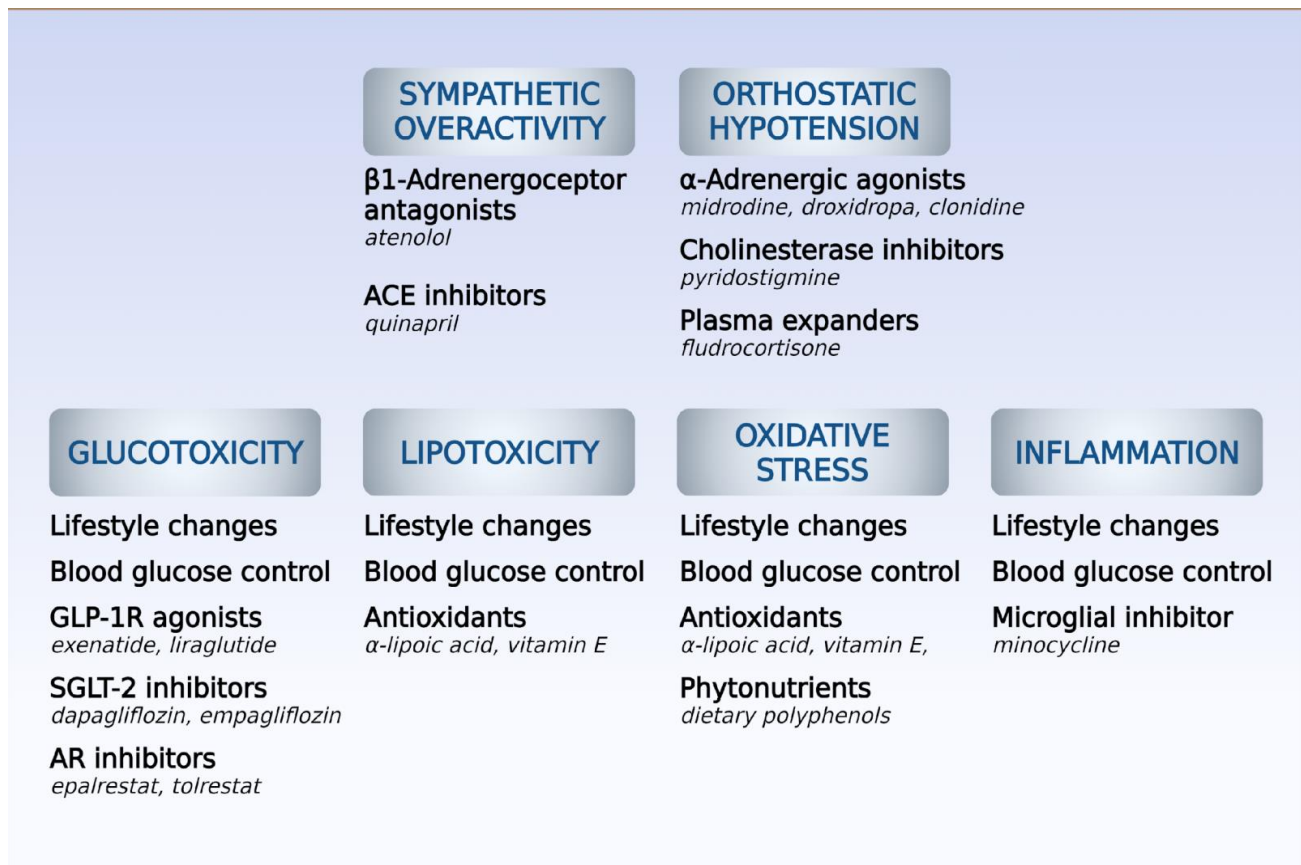 SYMPATHETIC
OVERACTIVITY
β1-Adrenergoceptor
antagonists
atenolol
ACE inhibitors
quinapril
ORTHOSTATIC
HYPOTENSION
α-Adrenergic agonists
midrodine, droxidropa, clonidine
Cholinesterase inhibitors
pyridostigmine
Plasma expanders
fludrocortisone
GLUCOTOXICITY
Lifestyle changes
Blood glucose control
GLP-1R agonists
exenatide, liraglutide
SGLT-2 inhibitors
dapagliflozin, empagliflozin
AR inhibitors
epalrestat, tolrestat
LIPOTOXICITY
Lifestyle changes
Blood glucose control
Antioxidants
α-lipoic acid, vitamin E
OXIDATIVE
STRESS
Lifestyle changes
Blood glucose control
Antioxidants
α-lipoic acid, vitamin E,
Phytonutrients
dietary polyphenols
INFLAMMATION
Lifestyle changes
Blood glucose control
Microglial inhibitor
minocycline